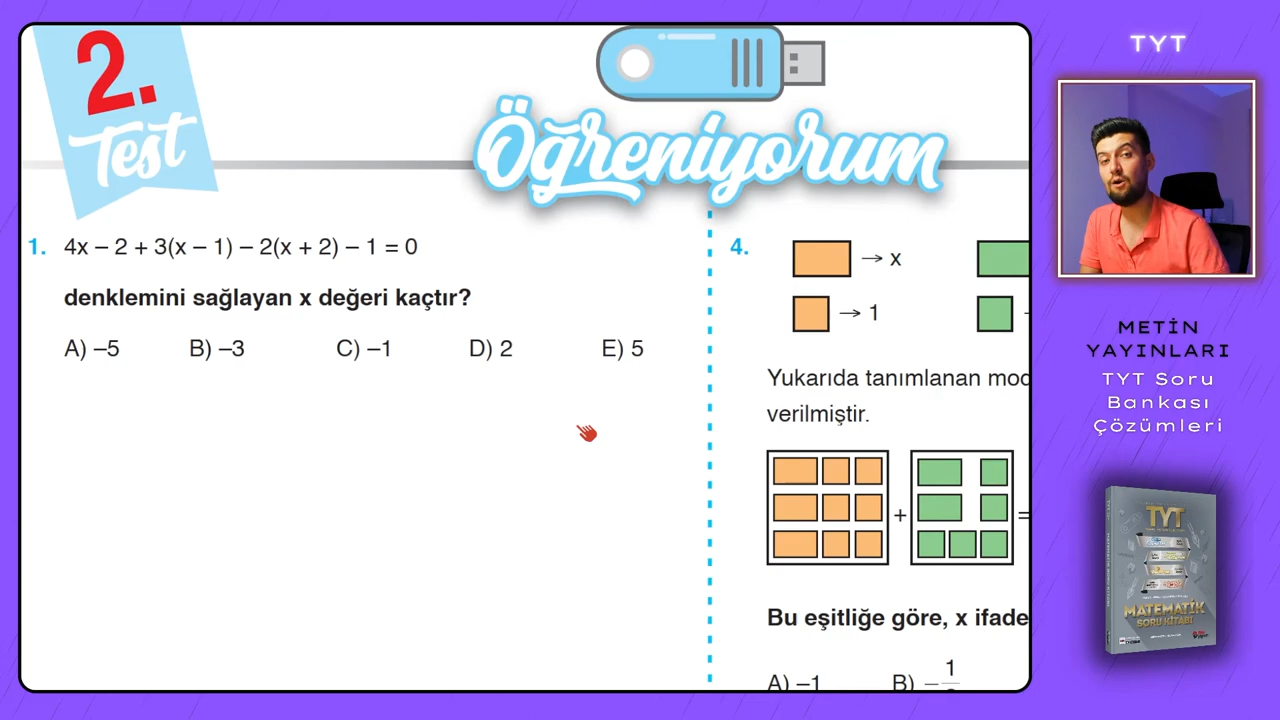 2.
Test
Öğreniyorum
1. 4x – 2 + 3(x – 1) – 2(x + 2) – 1 = 0
denklemini sağlayan x değeri kaçtır?
A) –5 B) –3 C) –1 D) 2 E) 5
4. → x
→ 1
Yukarıda tanımlanan mod
verilmiştir.
+ =
Bu eşitliğe göre, x ifade
A) –1 B) – 1
TYT
METİN
YAYINLARI
TYT Soru
Bankası
Çözümleri
TYT
MATEMATİK
SORU KİTABI